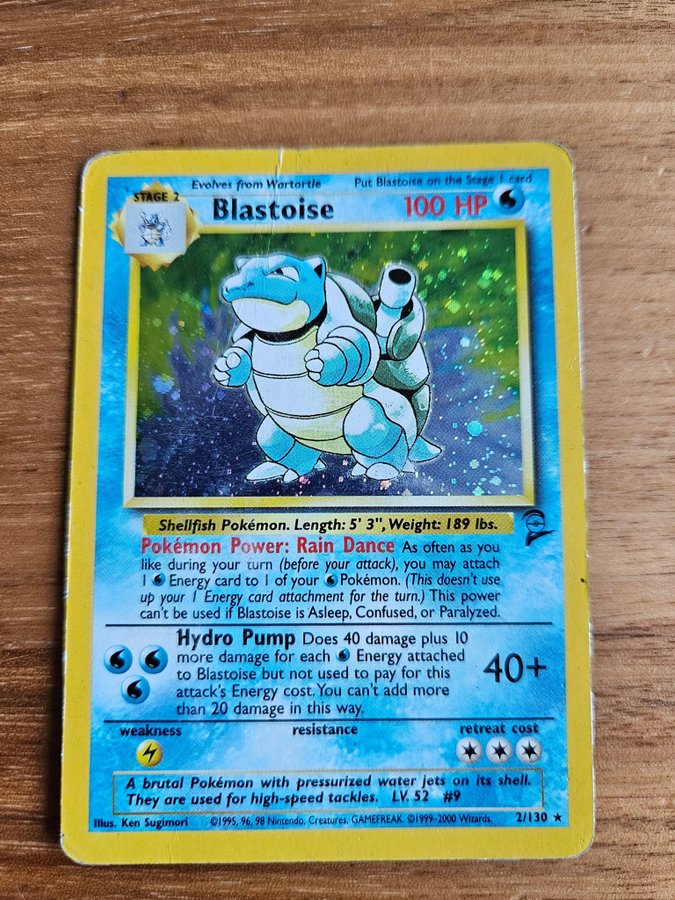 Evolves from Wartortle Put Blastoise on the Stage 1 card
STAGE 2
Blastoise 100 HP
Shellfish Pokémon. Length: 5' 3", Weight: 189 lbs.
Pokémon Power: Rain Dance As often as you
like during your turn (before your attack), you may attach
1 Energy card to 1 of your Pokémon. (This doesn't use
up your 1 Energy card attachment for the turn.) This power
can't be used if Blastoise is Asleep, Confused, or Paralyzed.
Hydro Pump Does 40 damage plus 10
more damage for each Energy attached
to Blastoise but not used to pay for this
attack's Energy cost. You can't add more
than 20 damage in this way.
40+
weakness resistance retreat cost
A brutal Pokémon with pressurized water jets on its shell.
They are used for high-speed tackles. LV. 52 #9
Illus. Ken Sugimori ©1995, 96, 98 Nintendo, Creatures, GAMEFREAK. ©1999-2000 Wizards. 2/130 ★